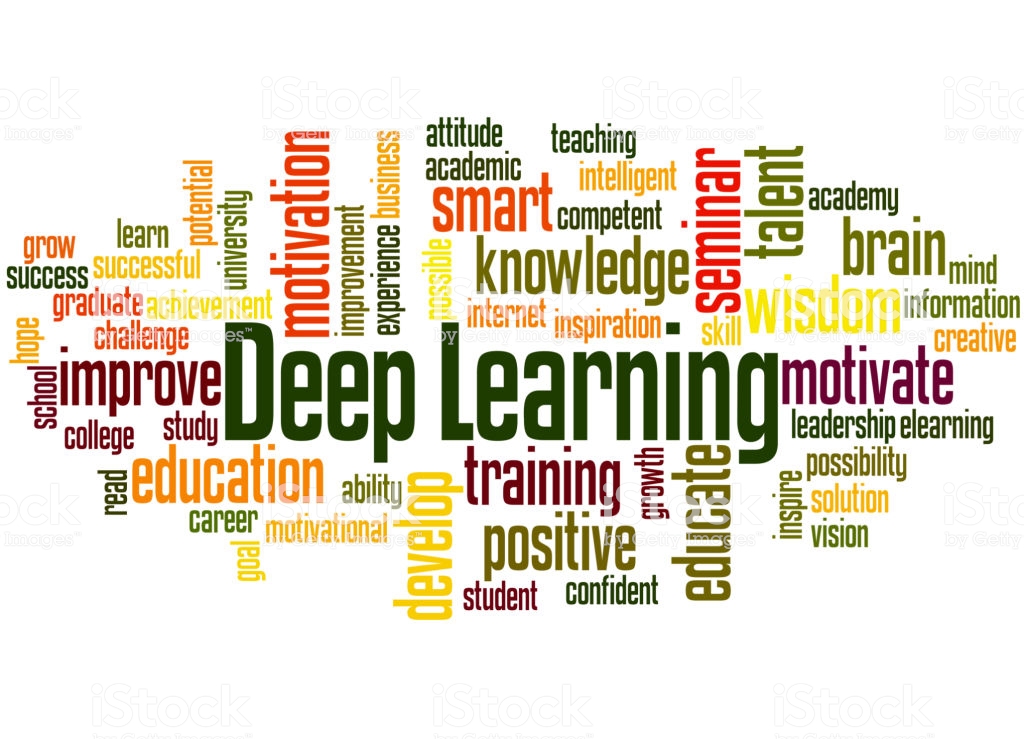 attitude
teaching
academic
intelligent
smart
competent
motivation
business
potential
university
improvement
experience
possible
knowledge
internet
inspiration
seminar
talent
academy
brain
mind
wisdom
information
skill
creative
learn
grow
success
successful
graduate
achievement
challenge
hope
school
improve
college
study
Deep Learning
motivate
leadership
elearning
read
education
ability
career
motivational
goal
develop
training
growth
positive
student
confident
educate
inspire
possibility
solution
vision
iStock
by Getty Images™